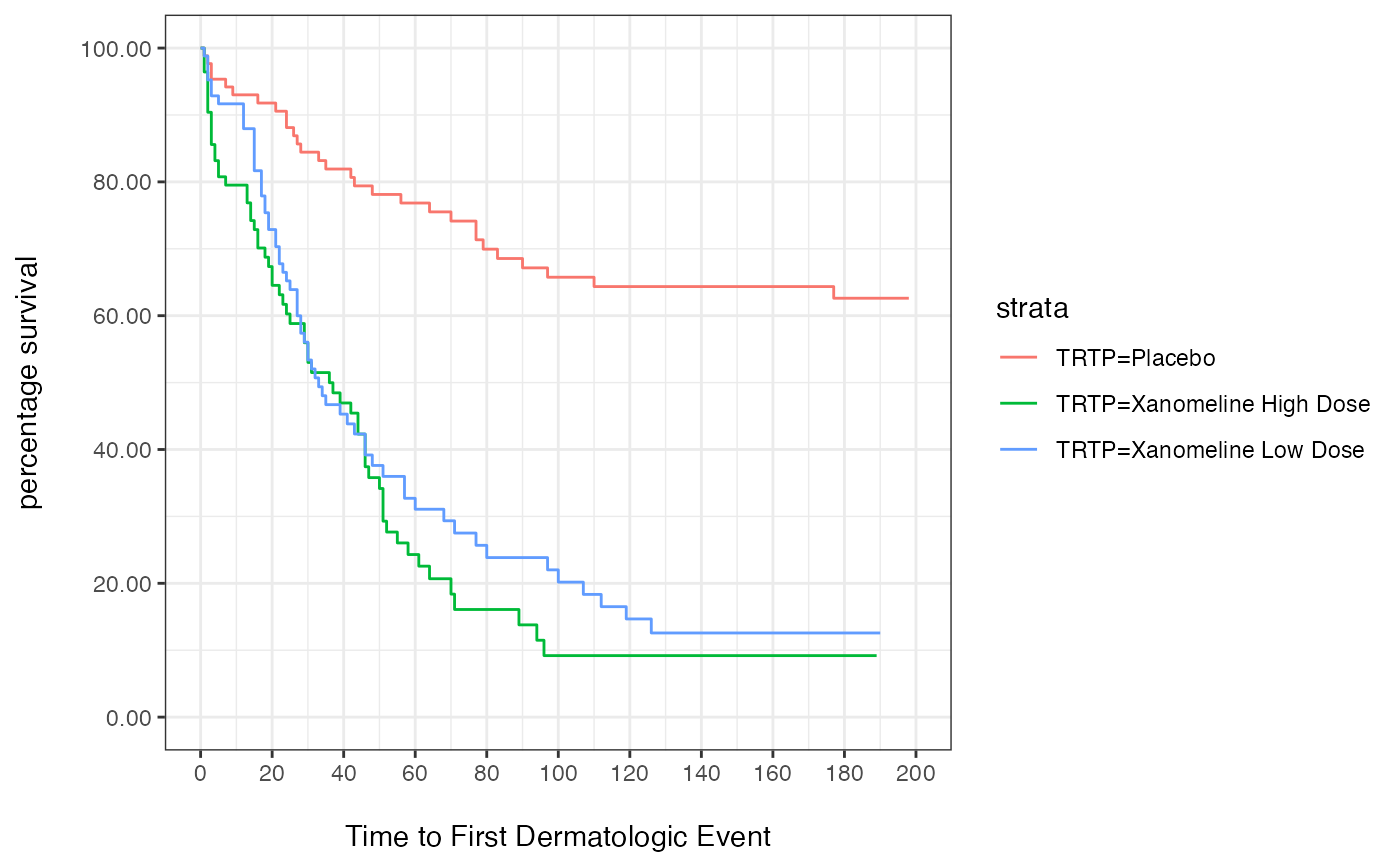 percentage survival
100.00
80.00
60.00
40.00
20.00
0.00
0 20 40 60 80 100 120 140 160 180 200
Time to First Dermatologic Event
strata
TRTP=Placebo
TRTP=Xanomeline High Dose
TRTP=Xanomeline Low Dose